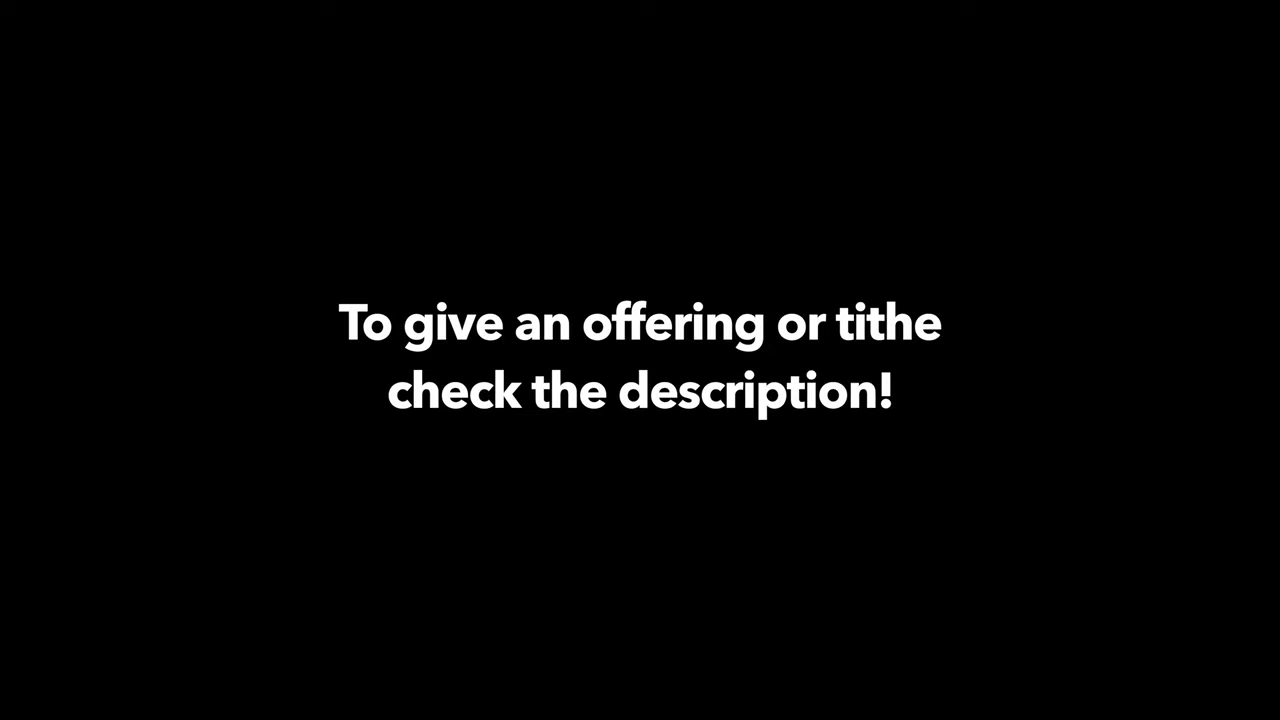 To give an offering or tithe
check the description!